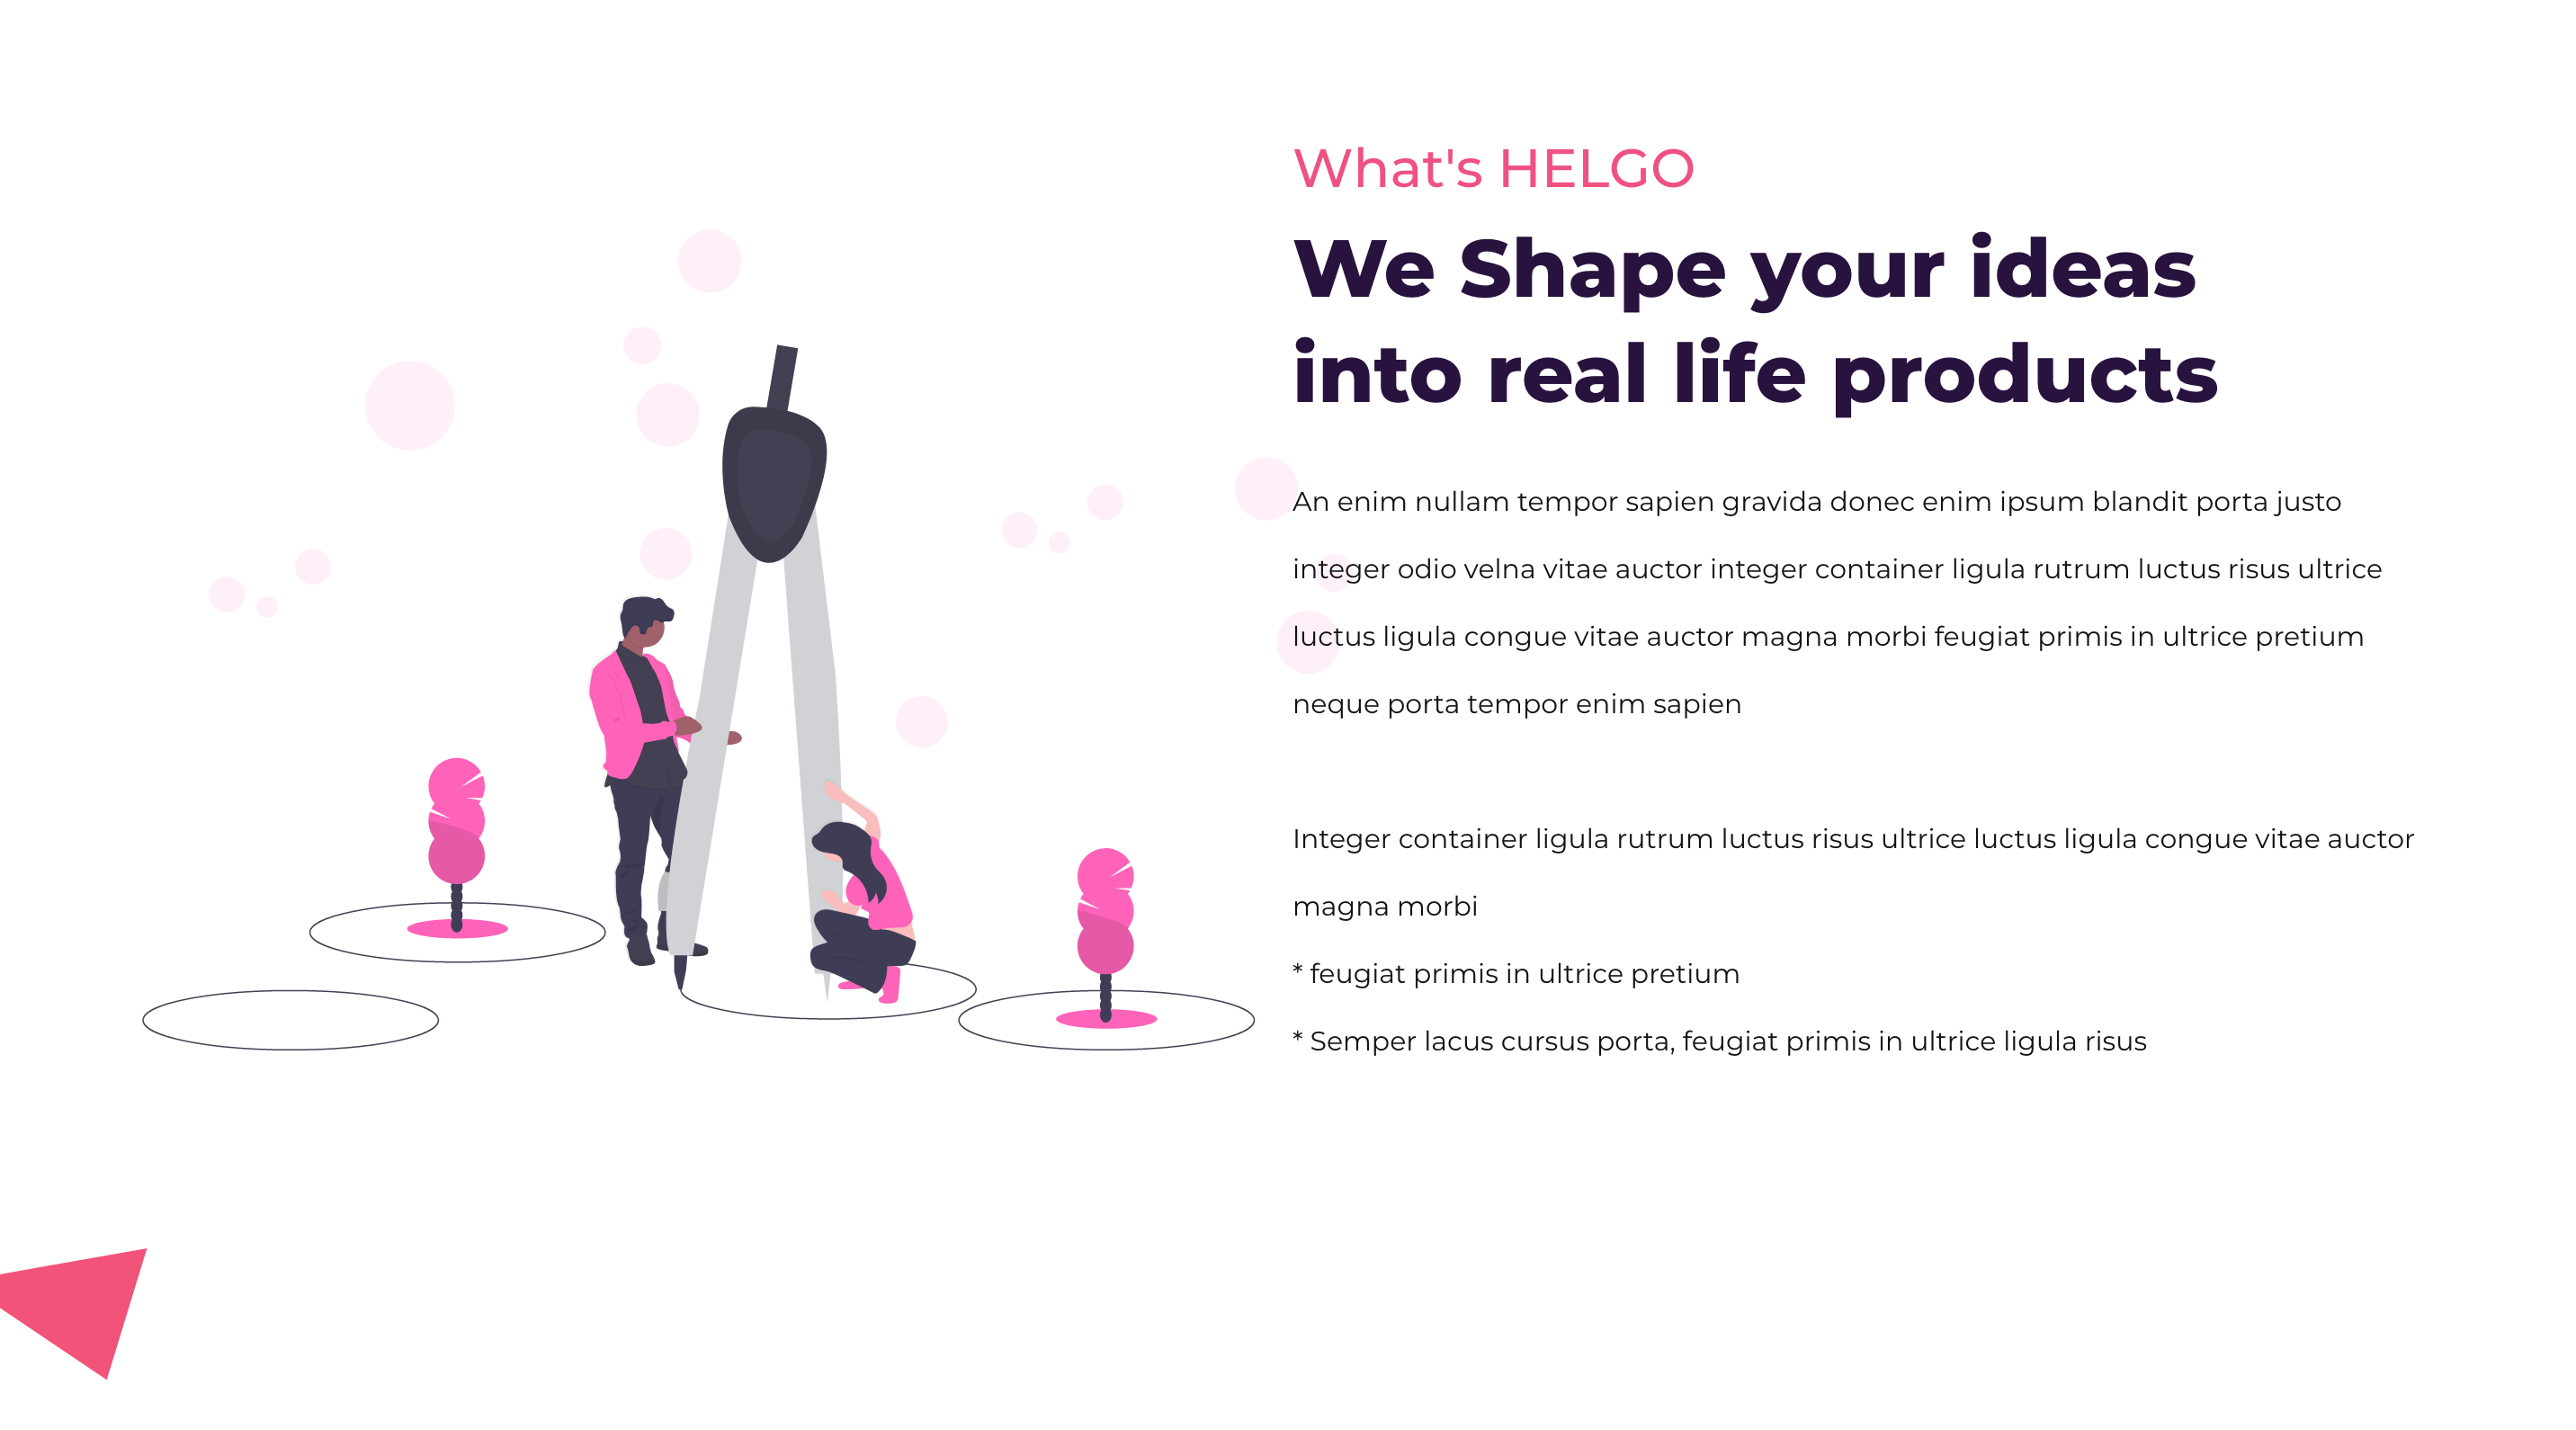 What's HELGO
We Shape your ideas
into real life products
An enim nullam tempor sapien gravida donec enim ipsum blandit porta justo
integer odio velna vitae auctor integer container ligula rutrum luctus risus ultrice
luctus ligula congue vitae auctor magna morbi feugiat primis in ultrice pretium
neque porta tempor enim sapien
Integer container ligula rutrum luctus risus ultrice luctus ligula congue vitae auctor
magna morbi
* feugiat primis in ultrice pretium
* Semper lacus cursus porta, feugiat primis in ultrice ligula risus